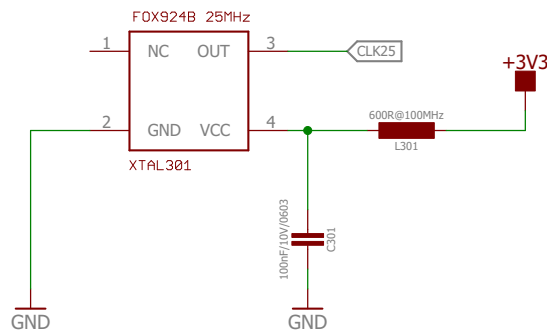 FOX924B 25MHz
1
NC
OUT
3
CLK25
+3V3
600R@100MHz
2
GND
VCC
4
L301
XTAL301
100nF/10V/0603
C301
GND
GND